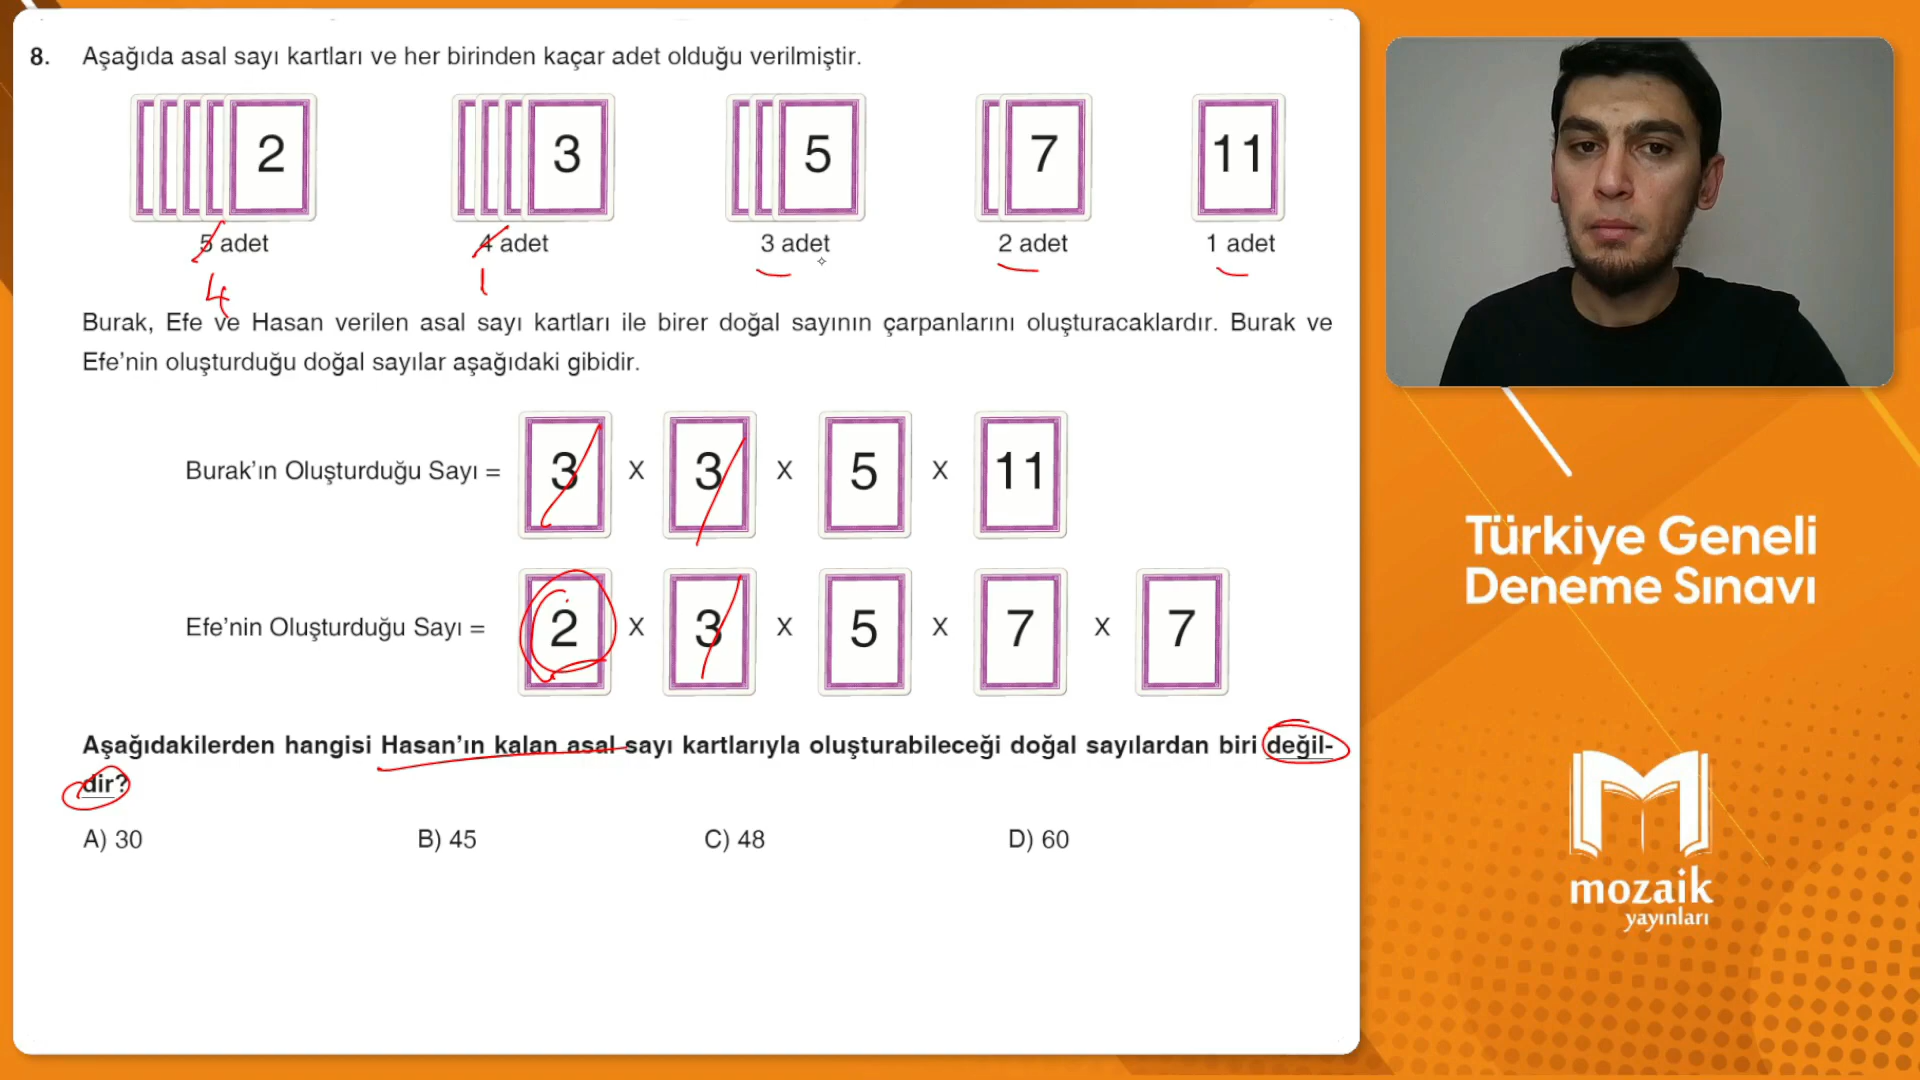 8. Aşağıda asal sayı kartları ve her birinden kaçar adet olduğu verilmiştir.
2 3 5 7 11
5 adet 4 adet 3 adet 2 adet 1 adet
4 1
Burak, Efe ve Hasan verilen asal sayı kartları ile birer doğal sayının çarpanlarını oluşturacaklardır. Burak ve
Efe'nin oluşturduğu doğal sayılar aşağıdaki gibidir.
Burak'ın Oluşturduğu Sayı = 3 X 3 X 5 X 11
Efe'nin Oluşturduğu Sayı = 2 X 3 X 5 X 7 X 7
Aşağıdakilerden hangisi Hasan'ın kalan asal sayı kartlarıyla oluşturabileceği doğal sayılardan biri değil-
dir?
A) 30 B) 45 C) 48 D) 60
Türkiye Geneli
Deneme Sınavı
mozaik
yayınları